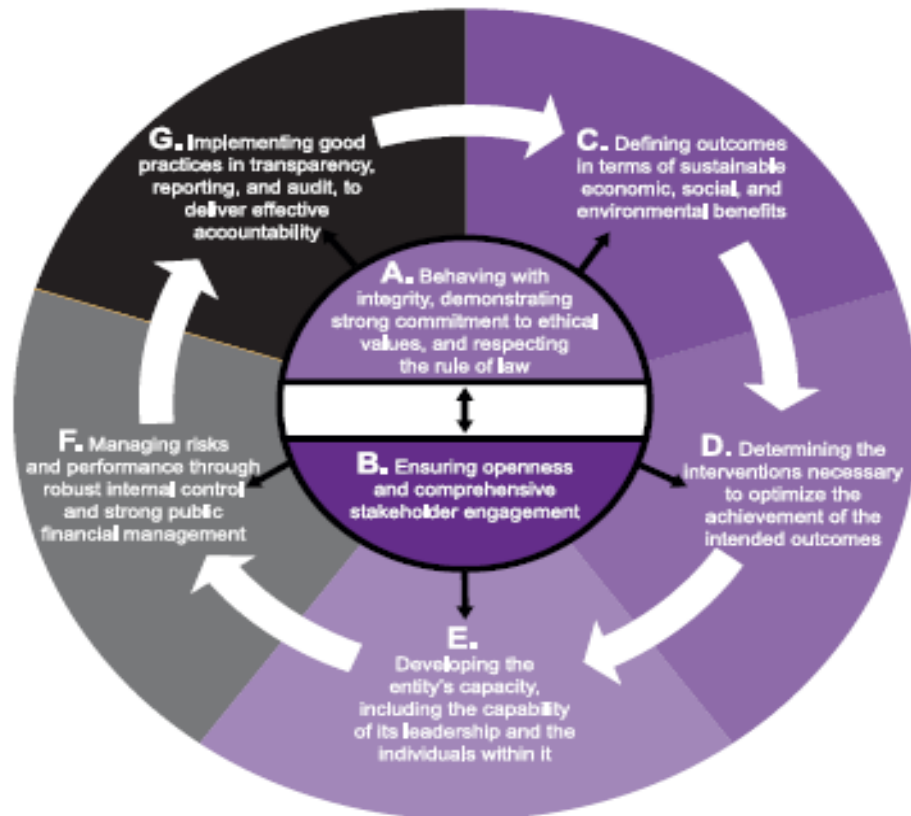 G. Implementing good
practices in transparency,
reporting, and audit, to
deliver effective
accountability
C. Defining outcomes
in terms of sustainable
economic, social, and
environmental benefits
A. Behaving with
integrity, demonstrating
strong commitment to ethical
values, and respecting
the rule of law
F. Managing risks
and performance through
robust internal control
and strong public
financial management
B. Ensuring openness
and comprehensive
stakeholder engagement
D. Determining the
interventions necessary
to optimize the
achievement of the
intended outcomes
E.
Developing the
entity's capacity,
including the capability
of its leadership and the
individuals within it